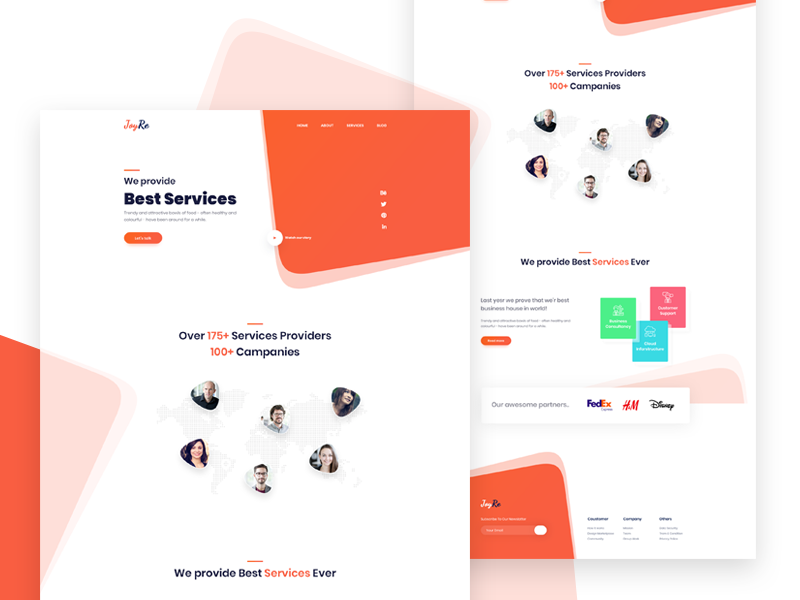 JoyRe
HOME ABOUT SERVICES BLOG
We provide
Best Services
Trendy and attractive bowls of food - often healthy and
colourful - have been around for a while.
Let's talk
Watch you story
Over 175+ Services Providers
100+ Campanies
We provide Best Services Ever
Over 175+ Services Providers
100+ Campanies
We provide Best Services Ever
Last year we prove that we'r best
business house in world!
Trendy and attractive bowls of food - often healthy and
colourful - have been around for a while.
Read more
Business
Consultancy
Customer
Support
Cloud
Infrastructure
Our awesome partners..
FedEx
Express
H&M
Disney
JoyRe
Subscribe To Our Newsletter
Your Email
Coustomer
Company
Others